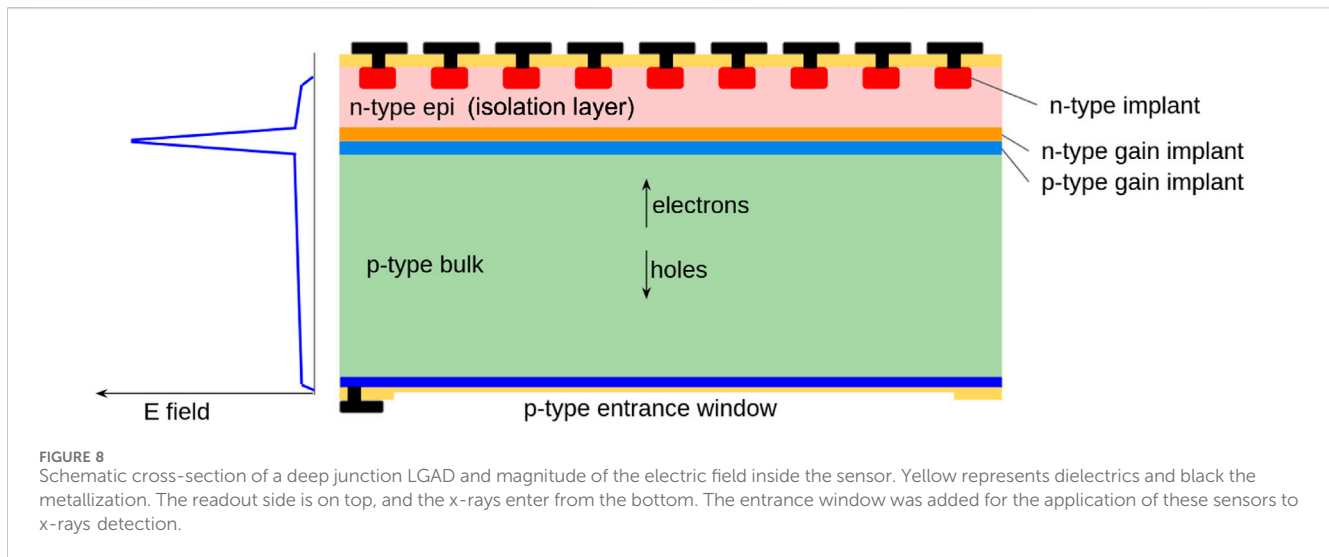 n-type epi (isolation layer)
n-type implant
n-type gain implant
p-type gain implant
electrons
p-type bulk
holes
E field
p-type entrance window
FIGURE 8
Schematic cross-section of a deep junction LGAD and magnitude of the electric field inside the sensor. Yellow represents dielectrics and black the
metallization. The readout side is on top, and the x-rays enter from the bottom. The entrance window was added for the application of these sensors to
x-rays detection.